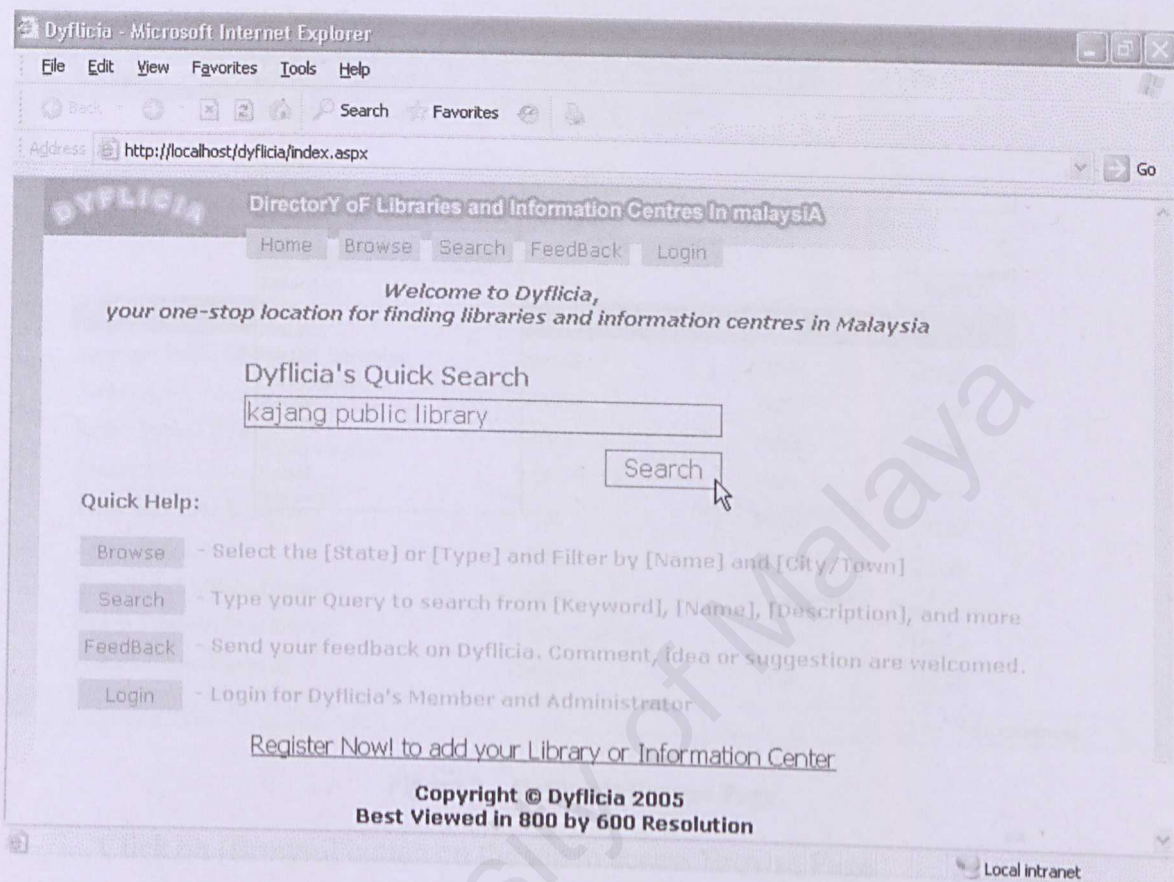 Dyflicia - Microsoft Internet Explorer
File Edit View Favorites Tools Help
Back Search Favorites
Address http://localhost/dyflicia/index.aspx Go
DYFLICIA DirectorY oF Libraries and Information Centres In malaysiA
Home Browse Search FeedBack Login
Welcome to Dyflicia,
your one-stop location for finding libraries and information centres in Malaysia
Dyflicia's Quick Search
kajang public library
Search
Quick Help:
Browse - Select the [State] or [Type] and Filter by [Name] and [City/Town]
Search - Type your Query to search from [Keyword], [Name], [Description], and more
FeedBack - Send your feedback on Dyflicia. Comment, idea or suggestion are welcomed.
Login - Login for Dyflicia's Member and Administrator
Register Now! to add your Library or Information Center
Copyright © Dyflicia 2005
Best Viewed in 800 by 600 Resolution
Local intranet
sity of Malaya